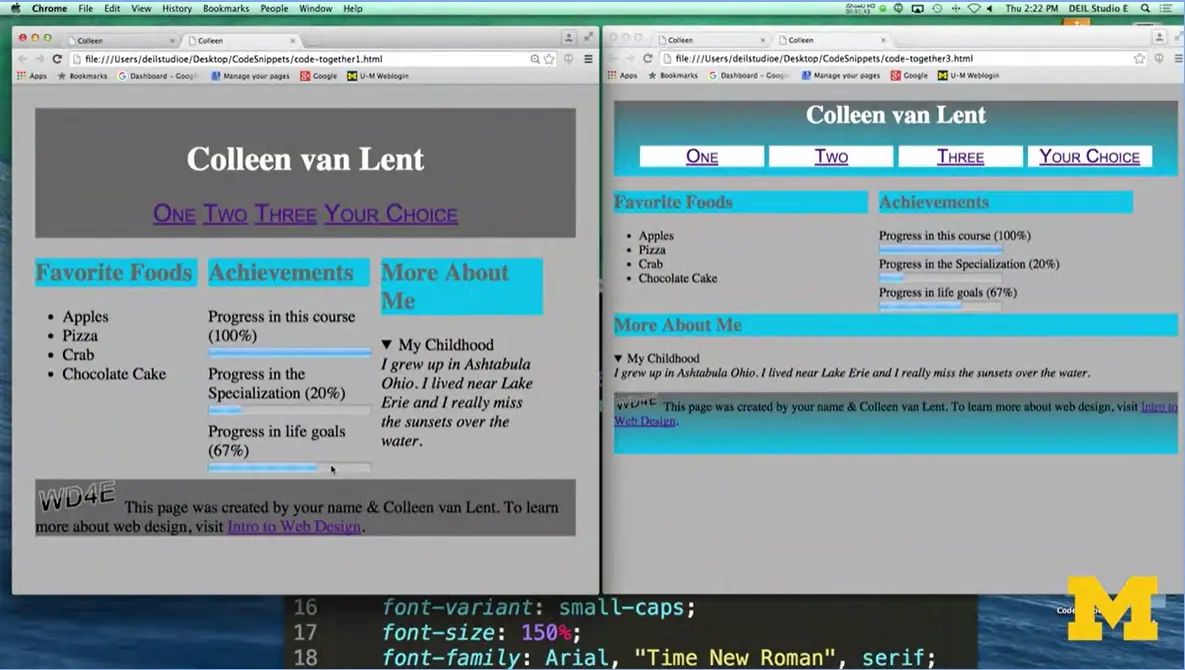 Chrome File Edit View History Bookmarks People Window Help
Thu 2:22 PM DEIL Studio E
Colleen
Colleen
file:///Users/deilstudioe/Desktop/CodeSnippets/code-together1.html
Apps Bookmarks Dashboard – Googl Manage your pages Google U-M Weblogin
Colleen van Lent
One Two Three Your Choice
Favorite Foods
Apples
Pizza
Crab
Chocolate Cake
Achievements
Progress in this course
(100%)
Progress in the
Specialization (20%)
Progress in life goals
(67%)
More About
Me
▼ My Childhood
I grew up in Ashtabula
Ohio. I lived near Lake
Erie and I really miss
the sunsets over the
water.
WD4E This page was created by your name & Colleen van Lent. To learn
more about web design, visit Intro to Web Design.
Colleen
Colleen
file:///Users/deilstudioe/Desktop/CodeSnippets/code-together3.html
Apps Bookmarks Dashboard – Googl Manage your pages Google U-M Weblogin
Colleen van Lent
One Two Three Your Choice
Favorite Foods
Apples
Pizza
Crab
Chocolate Cake
Achievements
Progress in this course (100%)
Progress in the Specialization (20%)
Progress in life goals (67%)
More About Me
▼ My Childhood
I grew up in Ashtabula Ohio. I lived near Lake Erie and I really miss the sunsets over the water.
WD4E This page was created by your name & Colleen van Lent. To learn more about web design, visit Intro to
Web Design.
16 font-variant: small-caps;
17 font-size: 150%;
18 font-family: Arial, "Time New Roman", serif;
M